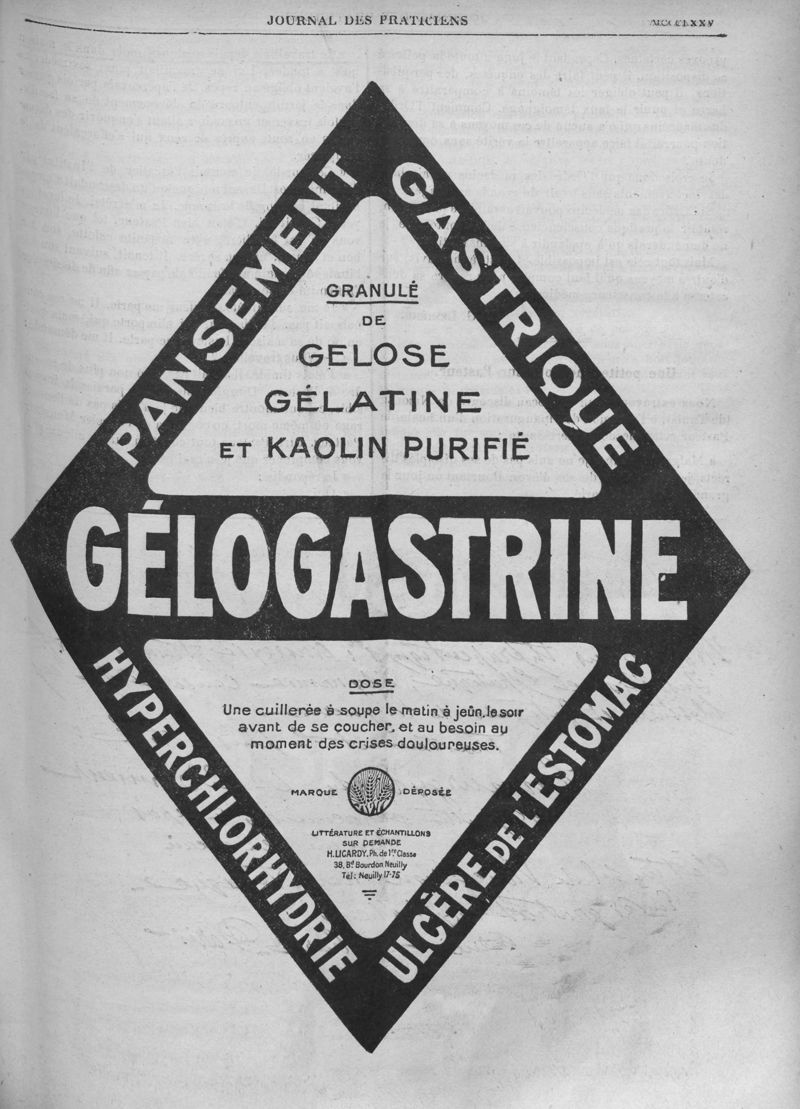 JOURNAL DES PRATICIENS
PANSEMENT
GASTRIQUE
GRANULÉ
DE
GELOSE
GÉLATINE
ET KAOLIN PURIFIÉ
GÉLOGASTRINE
HYPERCHLORHYDRIE
ULCÈRE DE L'ESTOMAC
DOSE
Une cuillerée à soupe le matin à jeûn, le soir
avant de se coucher, et au besoin au
moment des crises douloureuses.
MARQUE DÉPOSÉE
LITTÉRATURE ET ÉCHANTILLONS
SUR DEMANDE
H. LICARDY, Ph. de 1re Classe
38, Bd Bourdon Neuilly
Tél: Neuilly 17-75